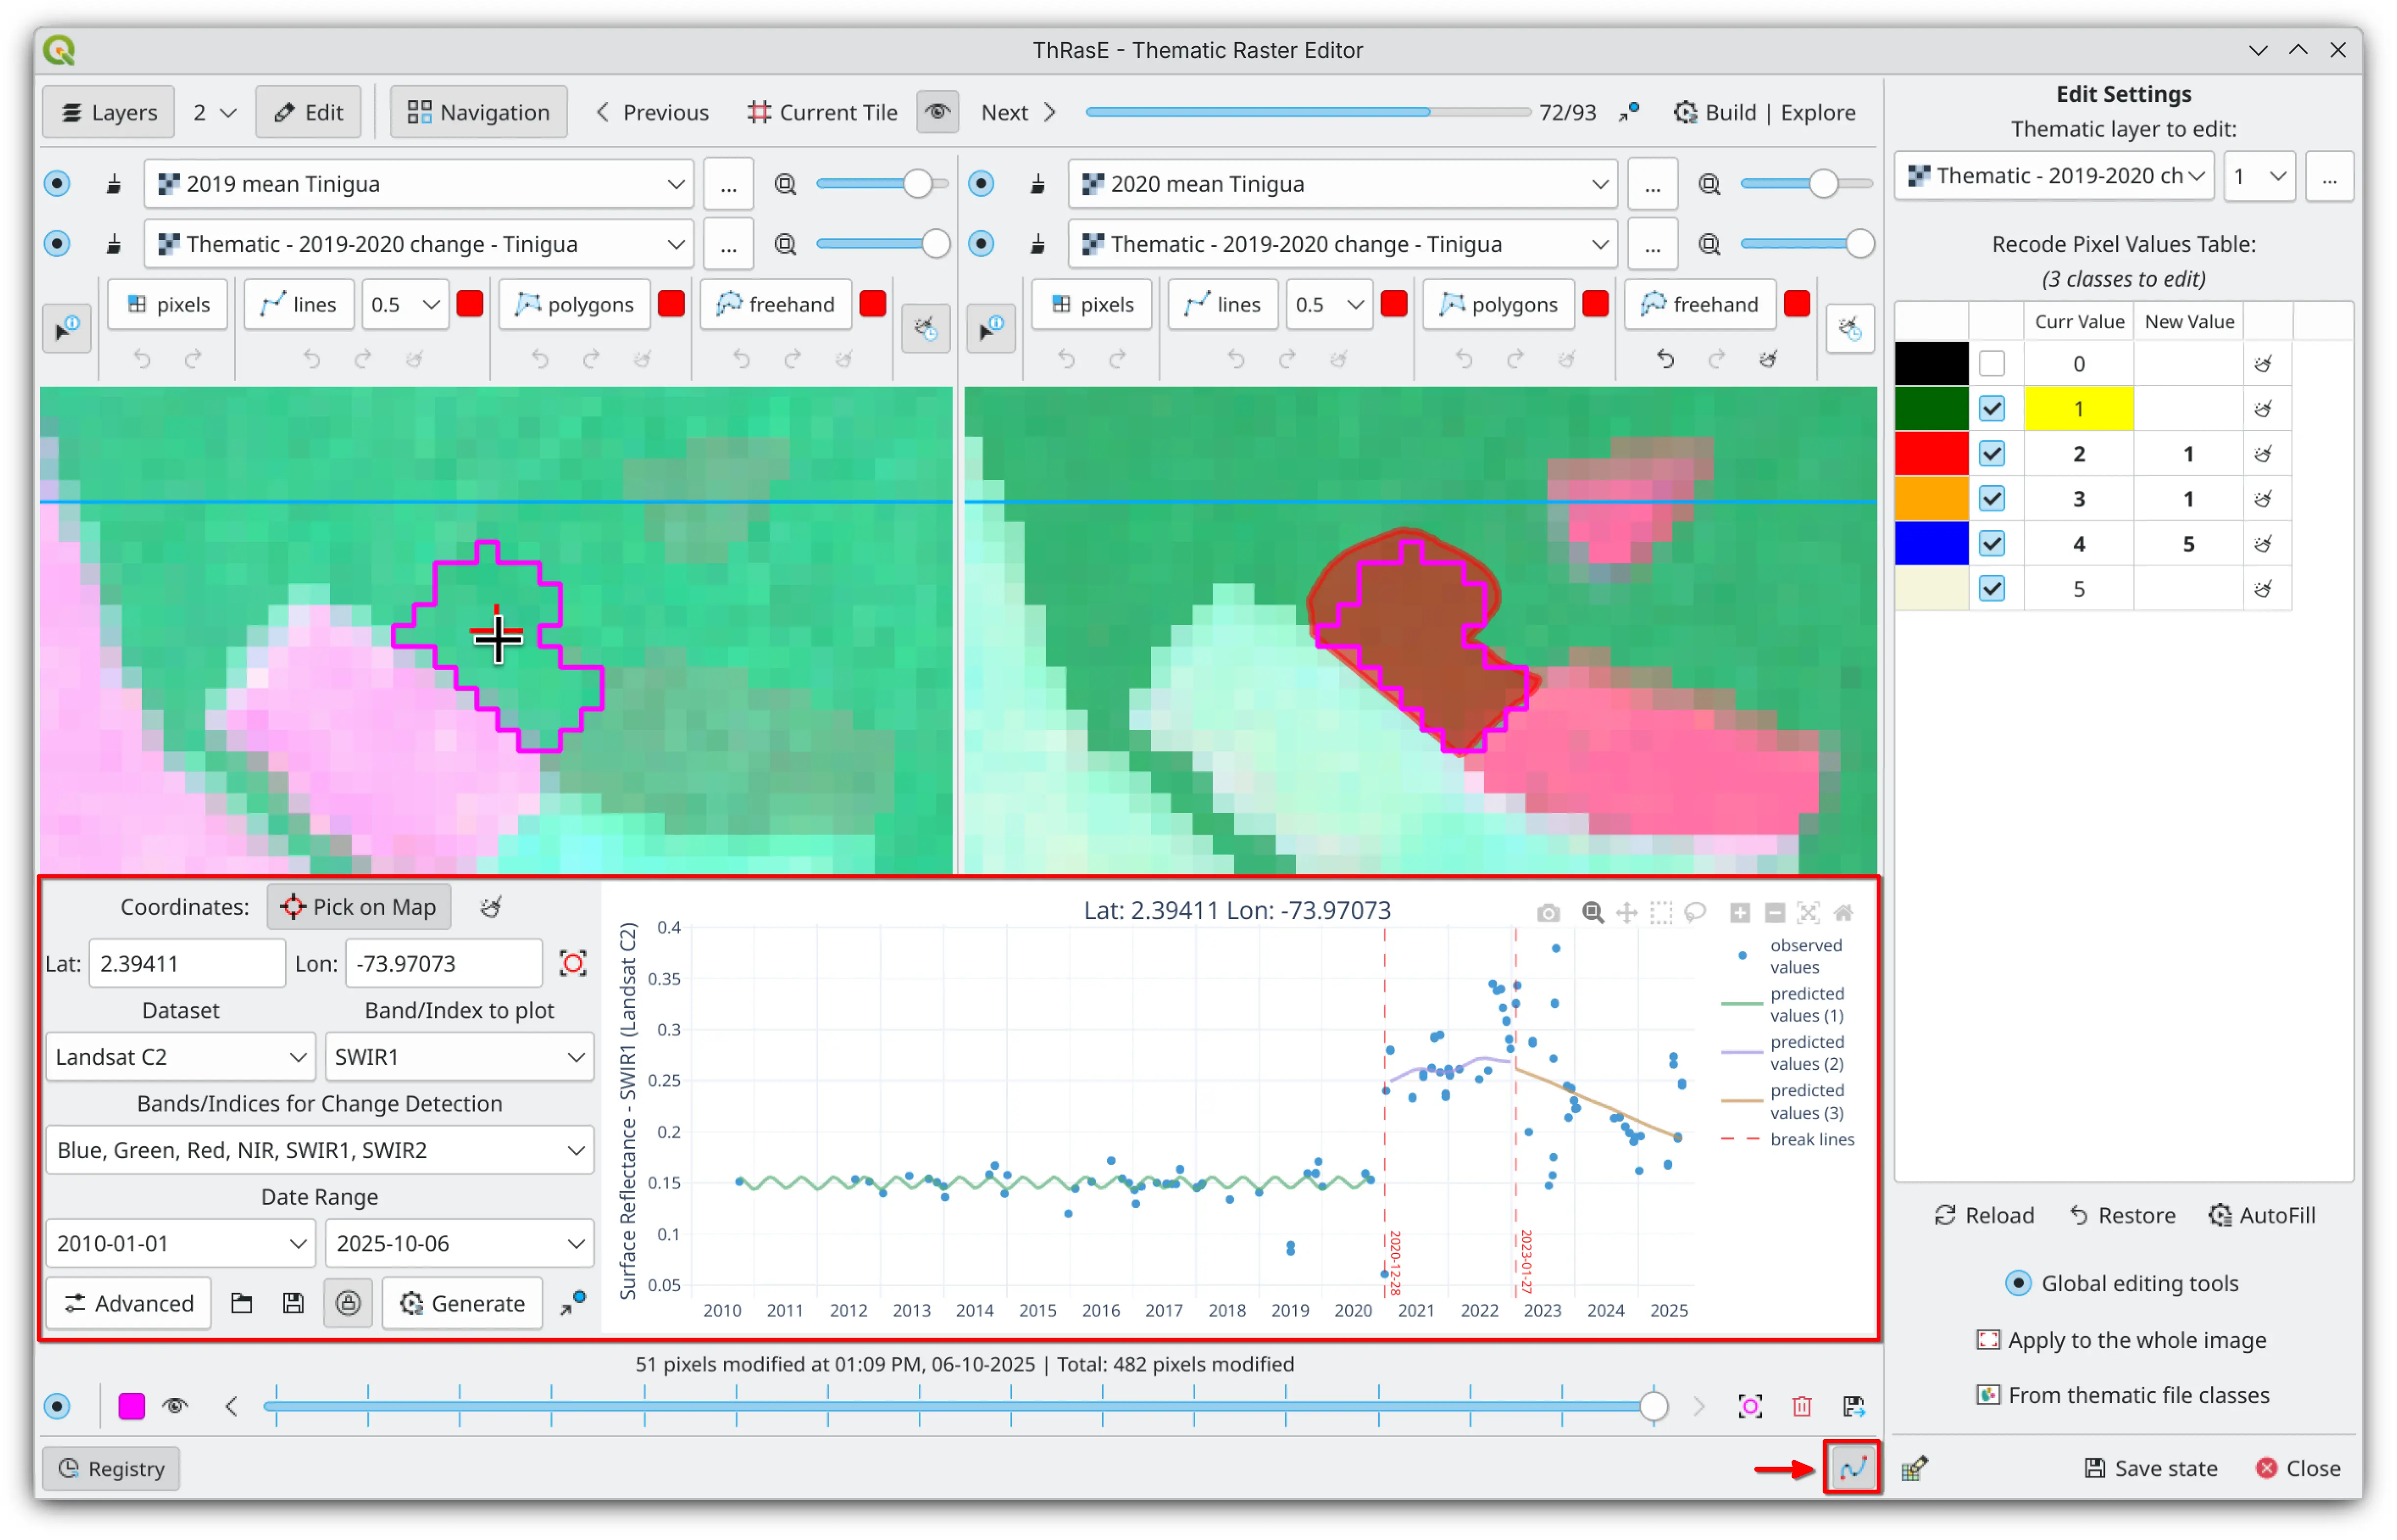 ThRasE - Thematic Raster Editor
Layers 2 Edit Navigation Previous Current Tile Next 72/93 Build | Explore
2019 mean Tinigua ... 2020 mean Tinigua ...
Thematic - 2019-2020 change - Tinigua ... Thematic - 2019-2020 change - Tinigua ...
pixels lines 0.5 polygons freehand pixels lines 0.5 polygons freehand
Edit Settings
Thematic layer to edit:
Thematic - 2019-2020 ch 1 ...
Recode Pixel Values Table:
(3 classes to edit)
Curr Value New Value
0
1
2 1
3 1
4 5
5
Reload Restore AutoFill
Global editing tools
Apply to the whole image
From thematic file classes
Coordinates: Pick on Map
Lat: 2.39411 Lon: -73.97073
Dataset Band/Index to plot
Landsat C2 SWIR1
Bands/Indices for Change Detection
Blue, Green, Red, NIR, SWIR1, SWIR2
Date Range
2010-01-01 2025-10-06
Advanced Generate
Lat: 2.39411 Lon: -73.97073
Surface Reflectance - SWIR1 (Landsat C2)
0.4
0.35
0.3
0.25
0.2
0.15
0.1
0.05
2010 2011 2012 2013 2014 2015 2016 2017 2018 2019 2020 2021 2022 2023 2024 2025
2020-12-28
2023-01-27
observed
values
predicted
values (1)
predicted
values (2)
predicted
values (3)
break lines
51 pixels modified at 01:09 PM, 06-10-2025 | Total: 482 pixels modified
Registry
Save state Close